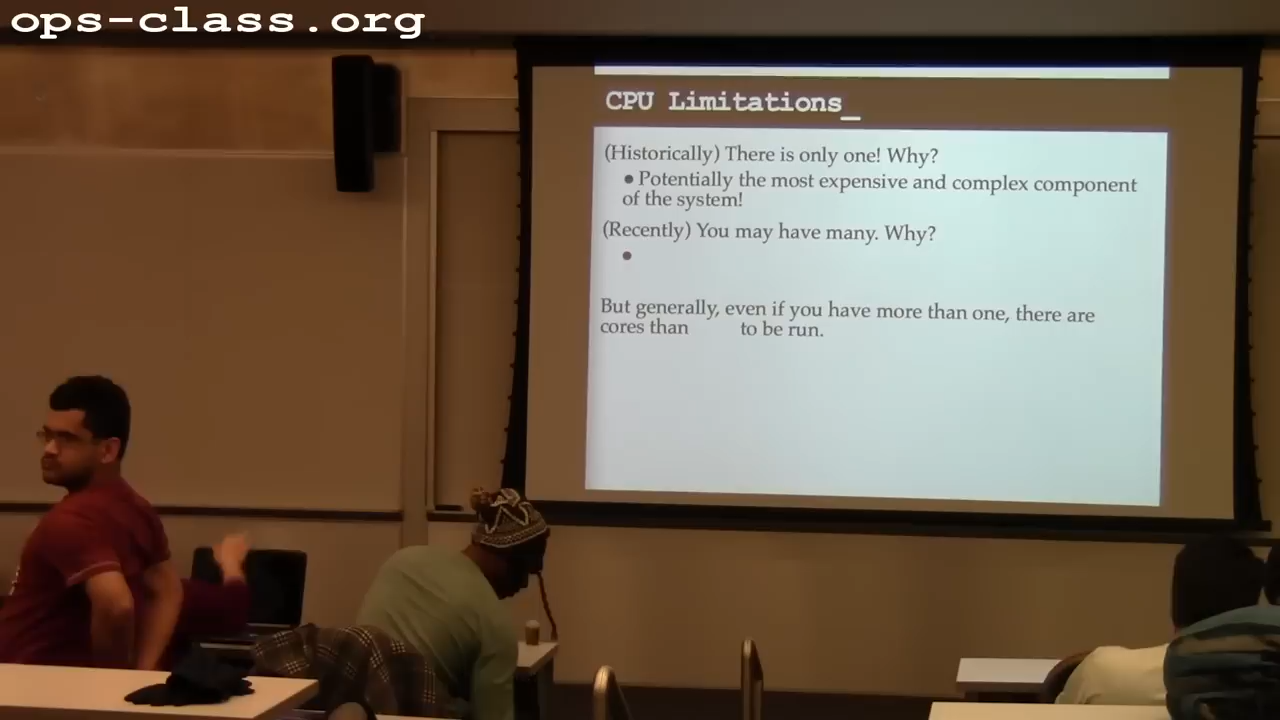 ops-class.org
CPU Limitations_
(Historically) There is only one! Why?
● Potentially the most expensive and complex component
of the system!
(Recently) You may have many. Why?
●
But generally, even if you have more than one, there are
cores than to be run.